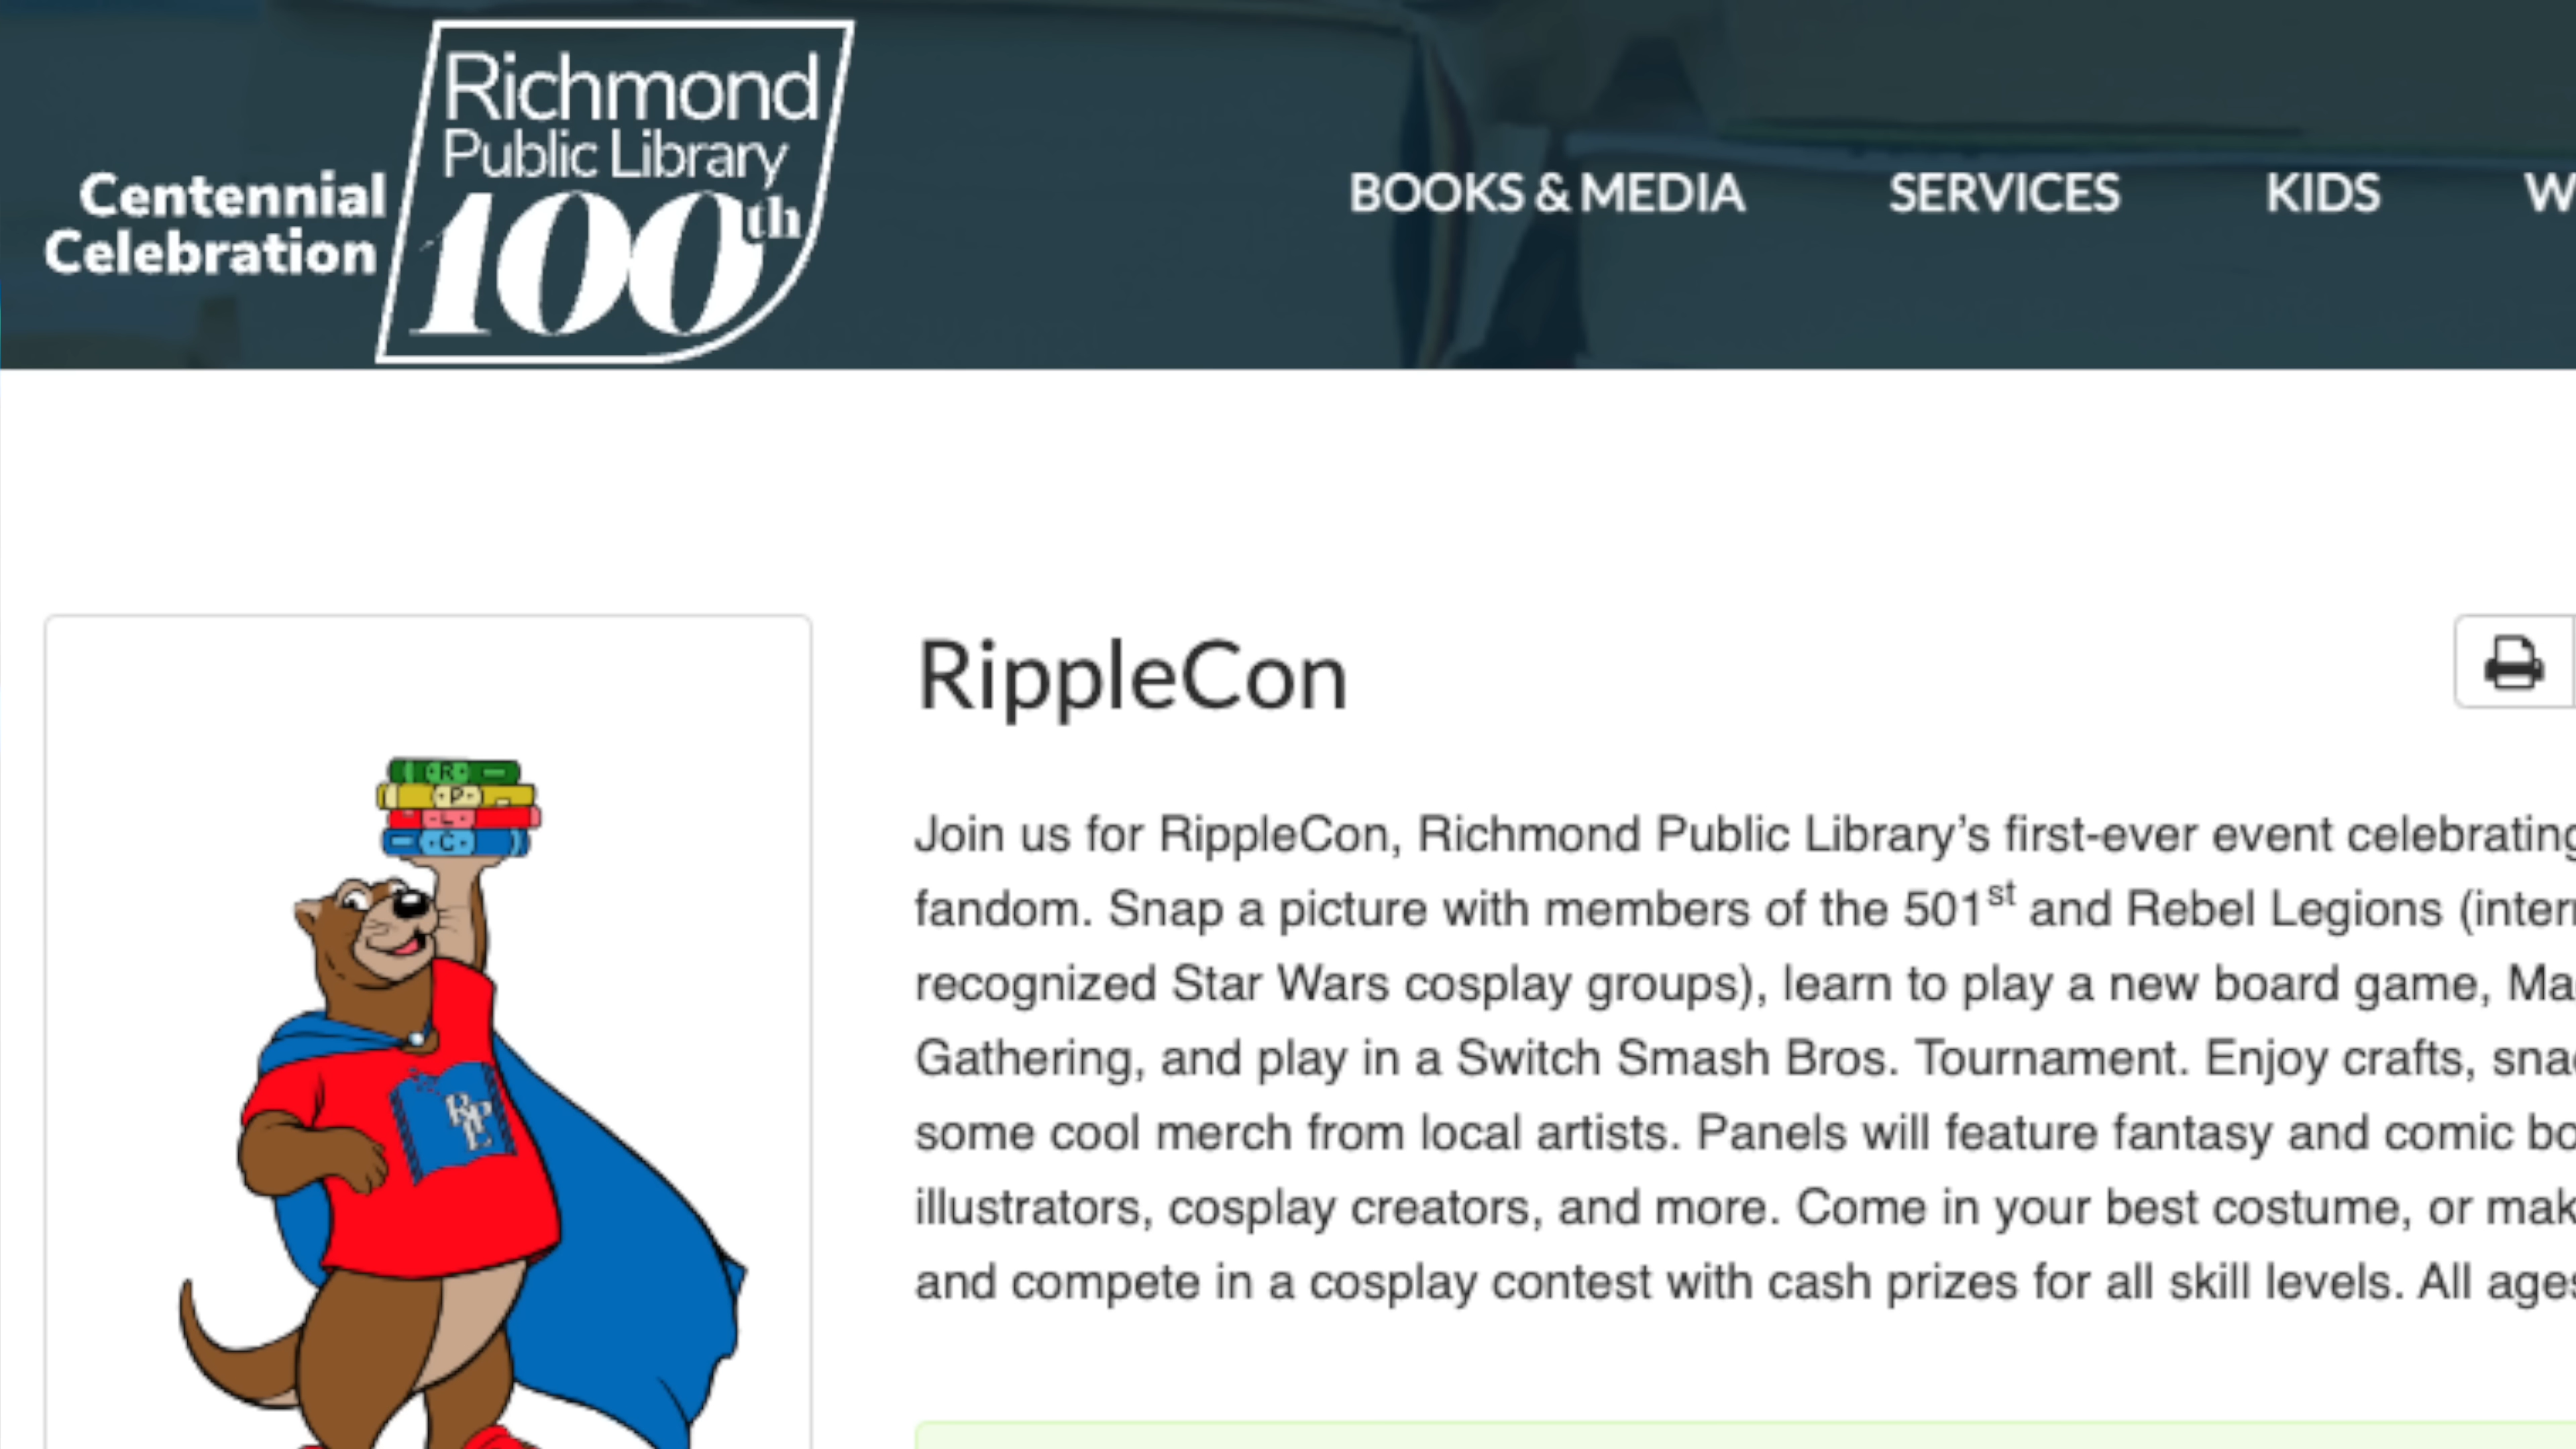 Centennial
Celebration
Richmond
Public Library
100th
BOOKS & MEDIA
SERVICES
KIDS
RippleCon
R
P
L
C
RPL
Join us for RippleCon, Richmond Public Library’s first-ever event celebrating
fandom. Snap a picture with members of the 501st and Rebel Legions (inter
recognized Star Wars cosplay groups), learn to play a new board game, Ma
Gathering, and play in a Switch Smash Bros. Tournament. Enjoy crafts, sna
some cool merch from local artists. Panels will feature fantasy and comic bo
illustrators, cosplay creators, and more. Come in your best costume, or mak
and compete in a cosplay contest with cash prizes for all skill levels. All ages